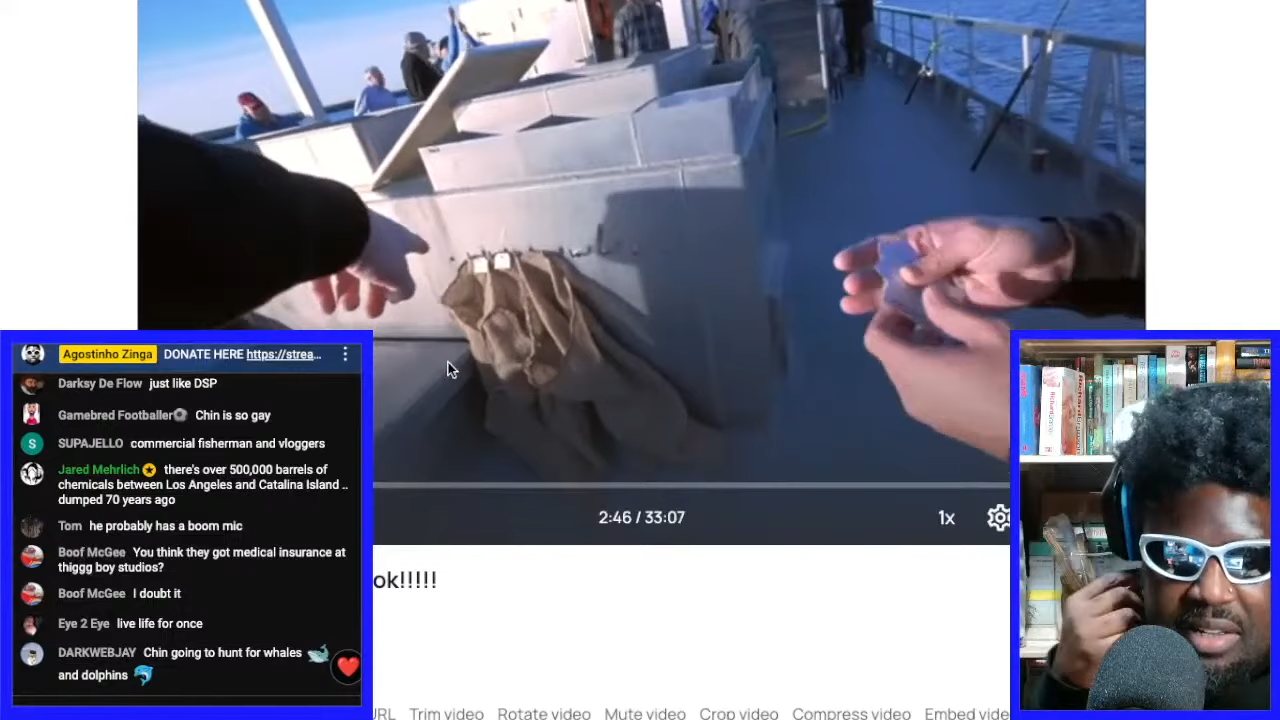 Agostinho Zinga DONATE HERE https://strea...
Darksy De Flow just like DSP
Gamebred Footballer Chin is so gay
S SUPAJELLO commercial fisherman and vloggers
Jared Mehrlich there's over 500,000 barrels of
chemicals between Los Angeles and Catalina Island ..
dumped 70 years ago
Tom he probably has a boom mic
Boof McGee You think they got medical insurance at
thiggg boy studios?
Boof McGee I doubt it
Eye 2 Eye live life for once
DARKWEBJAY Chin going to hunt for whales 🐋
and dolphins 🐬
2:46 / 33:07
1x
ok!!!!!
URL Trim video Rotate video Mute video Crop video Compress video Embed vide